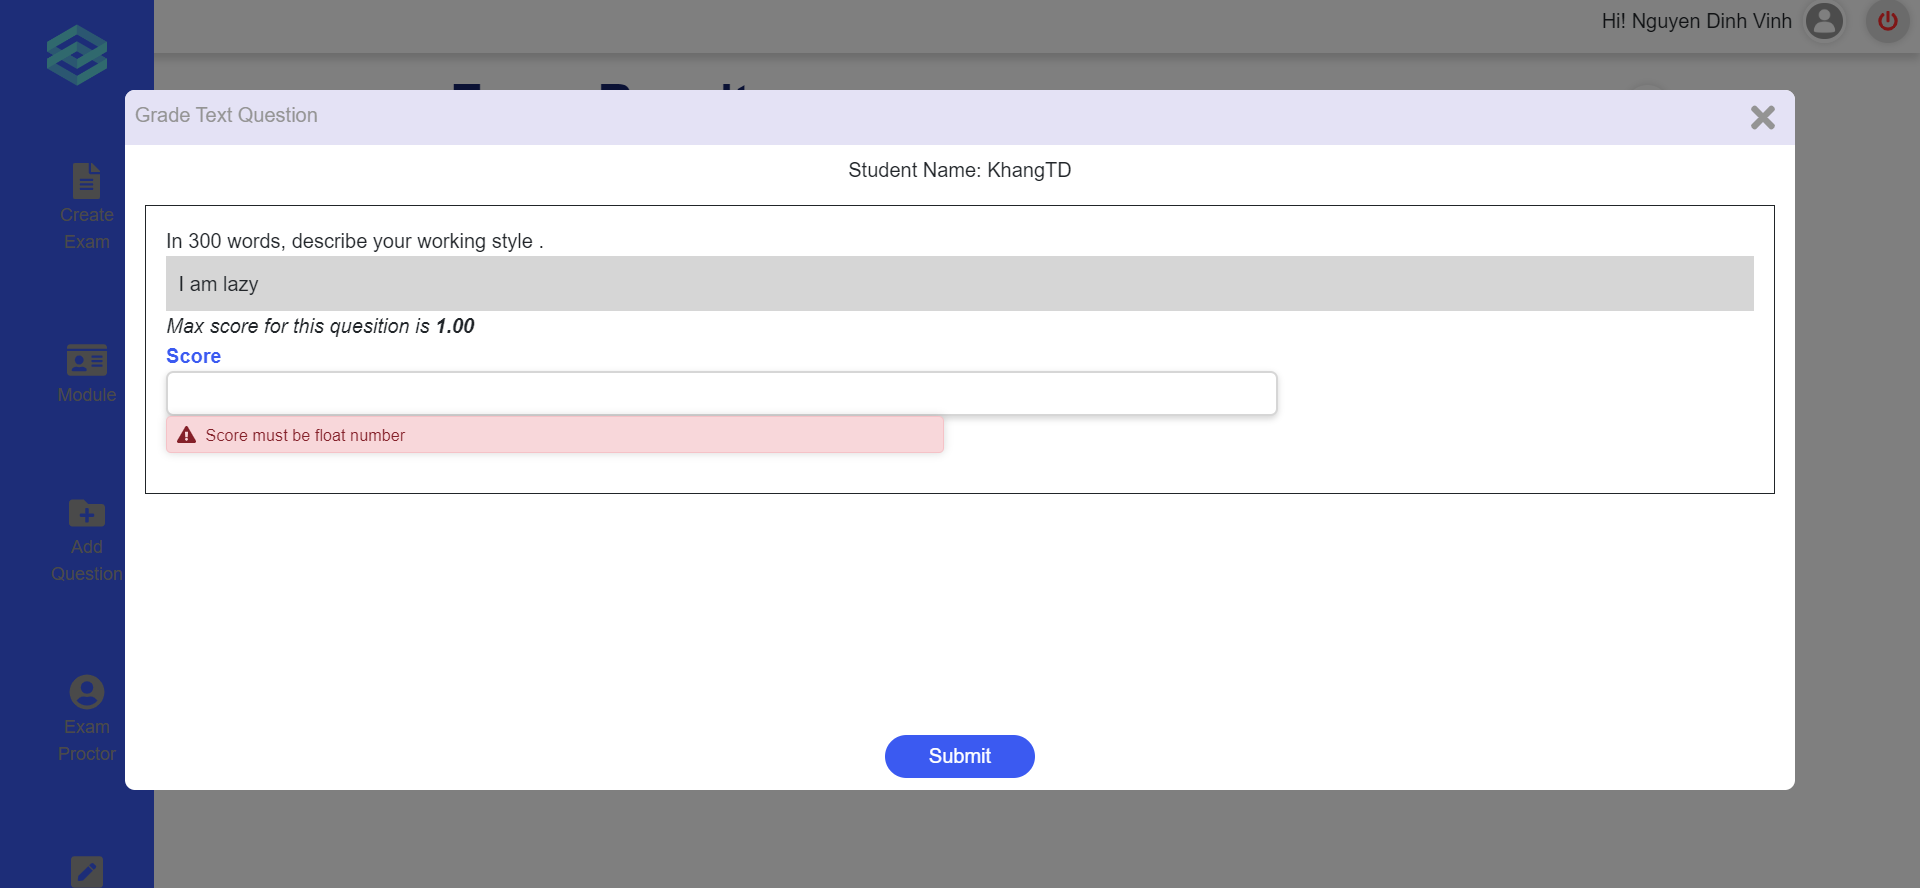 Hi! Nguyen Dinh Vinh
Grade Text Question
Student Name: KhangTD
In 300 words, describe your working style .
I am lazy
Max score for this quesition is 1.00
Score
Score must be float number
Submit
Create
Exam
Module
Add
Question
Exam
Proctor